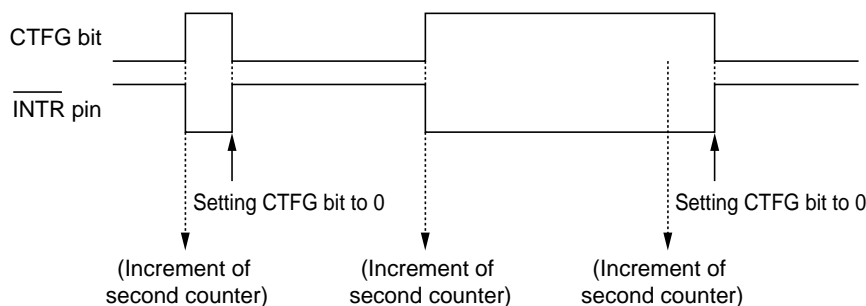 CTFG bit
INTR pin
Setting CTFG bit to 0
Setting CTFG bit to 0
(Increment of
second counter)
(Increment of
second counter)
(Increment of
second counter)